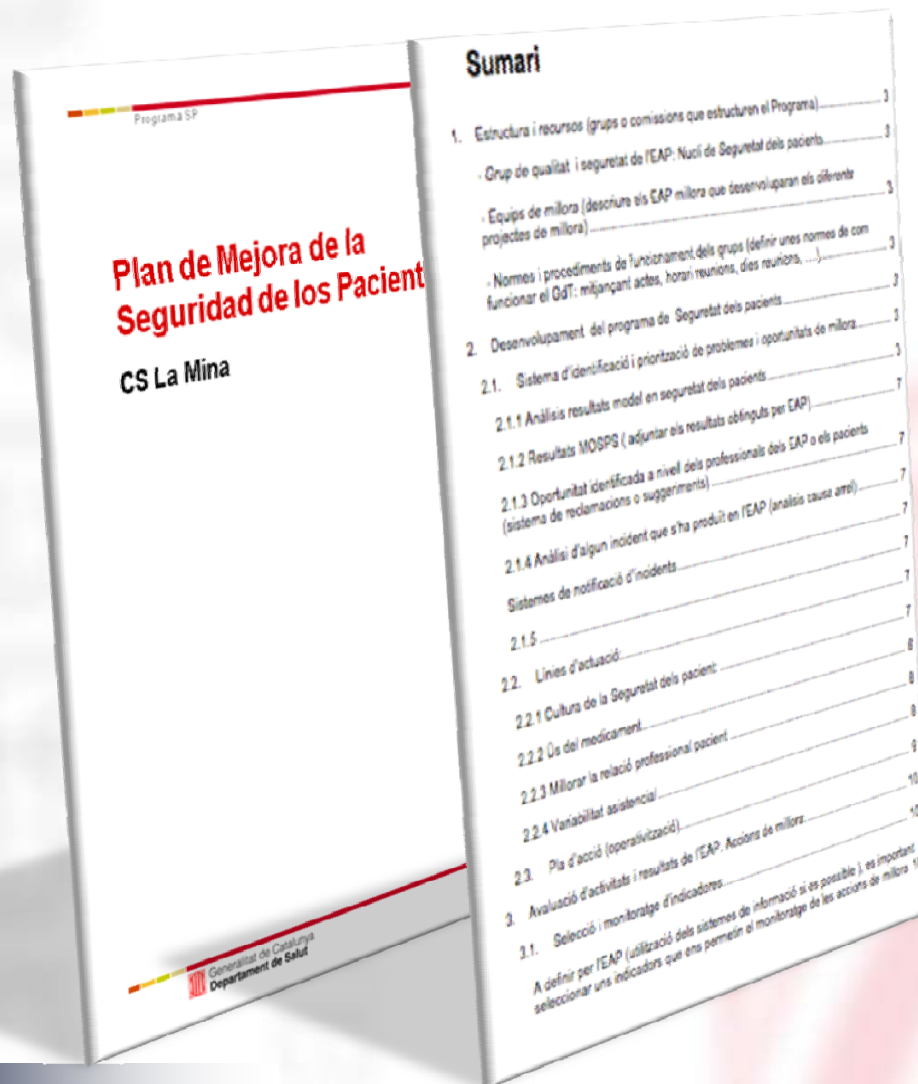 Programa SP
Plan de Mejora de la
Seguridad de los Pacient
CS La Mina
Generalitat de Catalunya
Departament de Salut
Sumari
1. Estructura i recursos (grups o comissions que estructuren el Programa) 3
- Grup de qualitat i seguretat de l'EAP: Nucli de Seguretat dels pacients 3
- Equips de millora (descriure els EAP millora que desenvoluparan els diferents
projectes de millora) 3
- Normes i procediments de funcionament dels grups (definir unes normes de com
funcionar el GdT: mitjançant actes, horari reunions, dies reunions, ....) 3
2. Desenvolupament del programa de Seguretat dels pacients 3
2.1. Sistema d'identificació i priorització de problemes i oportunitats de millora 3
2.1.1 Anàlisis resultats model en seguretat dels pacients 3
2.1.2 Resultats MOSPS ( adjuntar els resultats obtinguts per EAP) 7
2.1.3 Oportunitat identificada a nivell dels professionals dels EAP o els pacients
(sistema de reclamacions o suggeriments) 7
2.1.4 Anàlisi d'algun incident que s'ha produït en l'EAP (anàlisis causa arrel) 7
Sistemes de notificació d'incidents 7
2.1.5 7
2.2. Línies d'actuació: 7
2.2.1 Cultura de la Seguretat dels pacient: 8
2.2.2 Ús del medicament 8
2.2.3 Millorar la relació professional pacient 8
2.2.4 Variabilitat asistencial 9
2.3. Pla d'acció (operativització) 10
3. Avaluació d'activitats i resultats de l'EAP: Accions de millora 10
3.1. Selecció i monitoratge d'indicadores
A definir per l'EAP (utilització dels sistemes de informació si es possible ), es important
seleccionar uns indicadors que ens permetin el monitoratge de les accions de millora